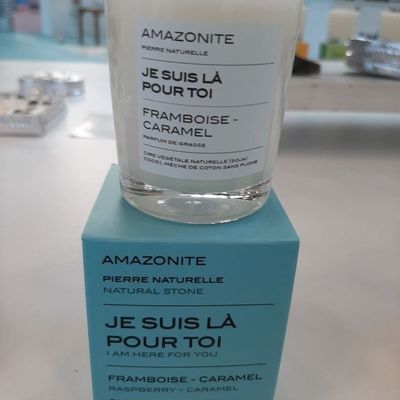 AMAZONITE
PIERRE NATURELLE
JE SUIS LÀ
POUR TOI
FRAMBOISE -
CARAMEL
PARFUM DE GRASSE
CIRE VÉGÉTALE NATURELLE (SOJA/
COCO), MÈCHE DE COTON SANS PLOMB
AMAZONITE
PIERRE NATURELLE
NATURAL STONE
JE SUIS LÀ
POUR TOI
I AM HERE FOR YOU
FRAMBOISE - CARAMEL
RASPBERRY - CARAMEL